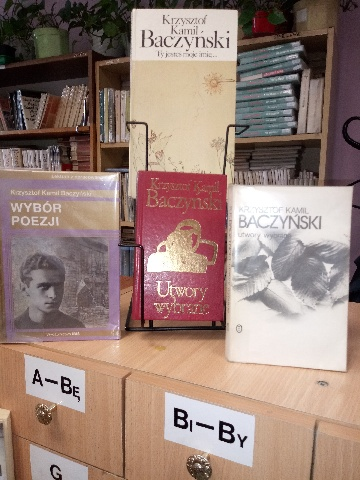 Krzysztof
Kamil
Baczyński
Ty jesteś moje imię...
Krzysztof Kamil Baczyński
WYBÓR
POEZJI
Krzysztof Kamil
Baczyński
Utwory
wybrane
KRZYSZTOF KAMIL
BACZYŃSKI
utwory wybrane
A–BĘ
BI–BY
G